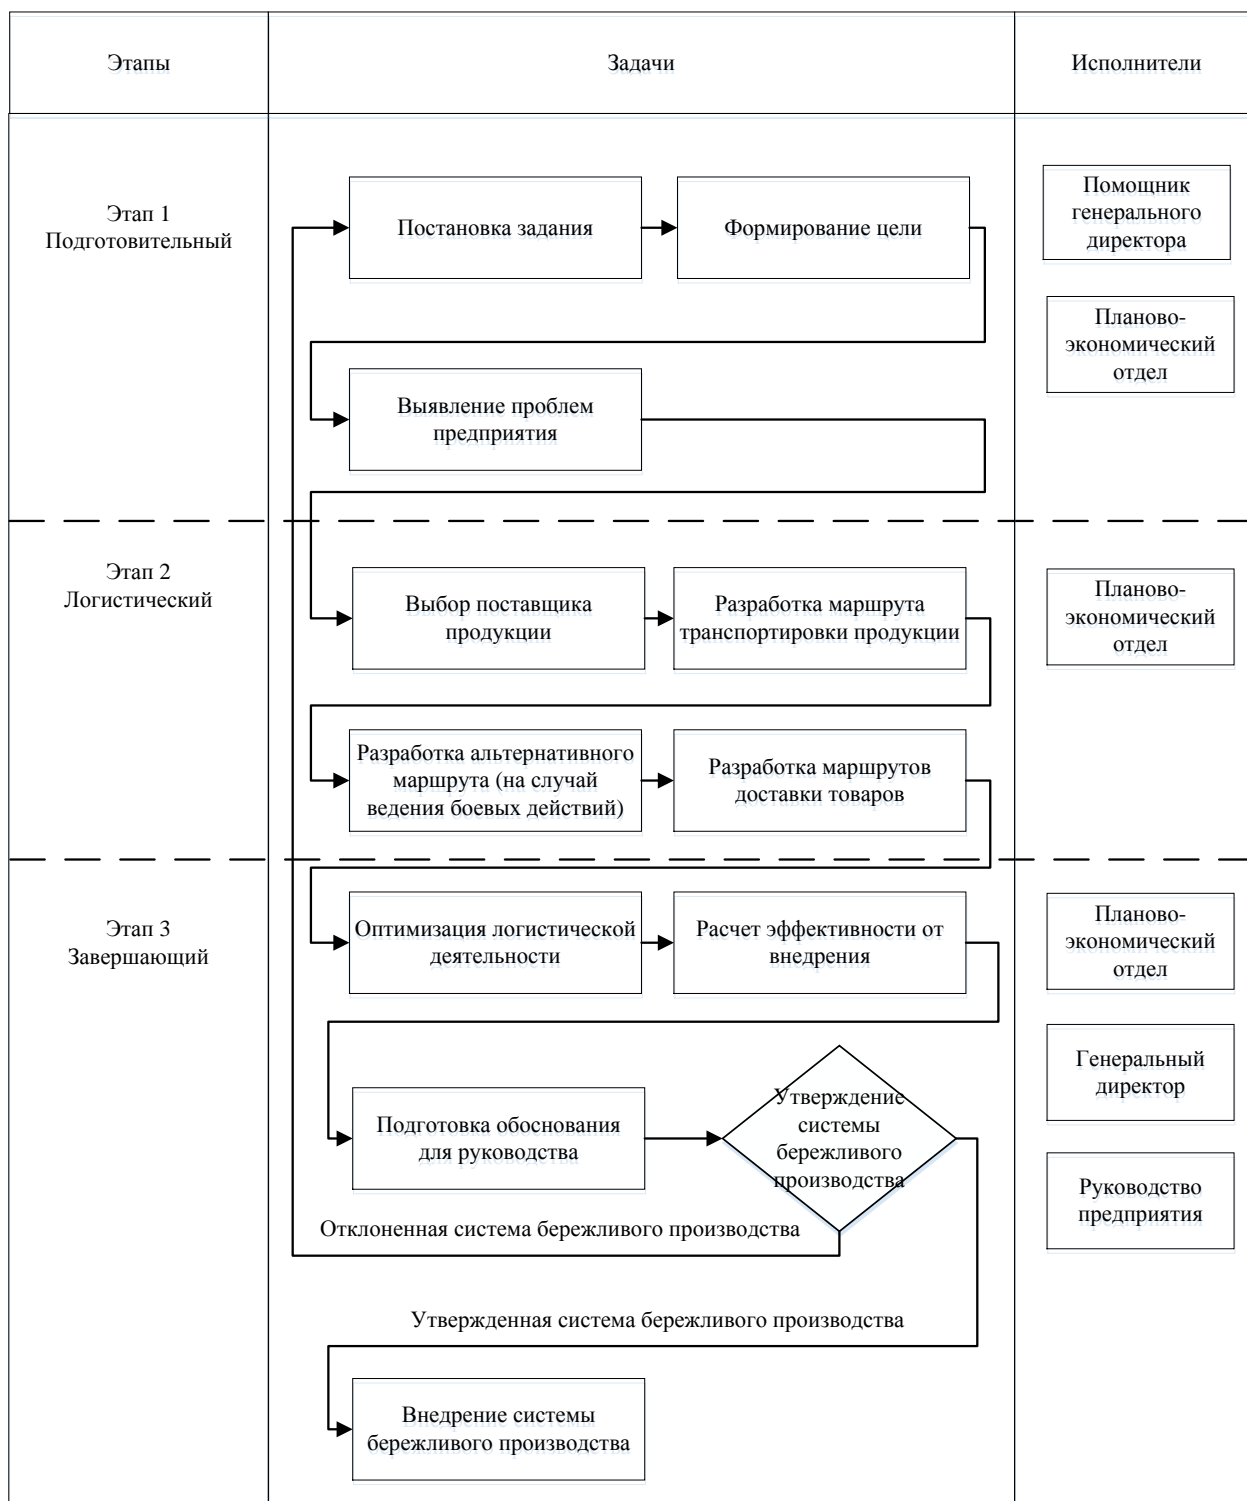 Этапы
Задачи
Исполнители
Этап 1
Подготовительный
Постановка задания
Формирование цели
Помощник
генерального
директора
Планово-
экономический
отдел
Выявление проблем
предприятия
Этап 2
Логистический
Выбор поставщика
продукции
Разработка маршрута
транспортировки продукции
Планово-
экономический
отдел
Разработка альтернативного
маршрута (на случай
ведения боевых действий)
Разработка маршрутов
доставки товаров
Этап 3
Завершающий
Оптимизация логистической
деятельности
Расчет эффективности от
внедрения
Планово-
экономический
отдел
Генеральный
директор
Подготовка обоснования
для руководства
Утверждение
системы
бережливого
производства
Руководство
предприятия
Отклоненная система бережливого производства
Утвержденная система бережливого производства
Внедрение системы
бережливого производства